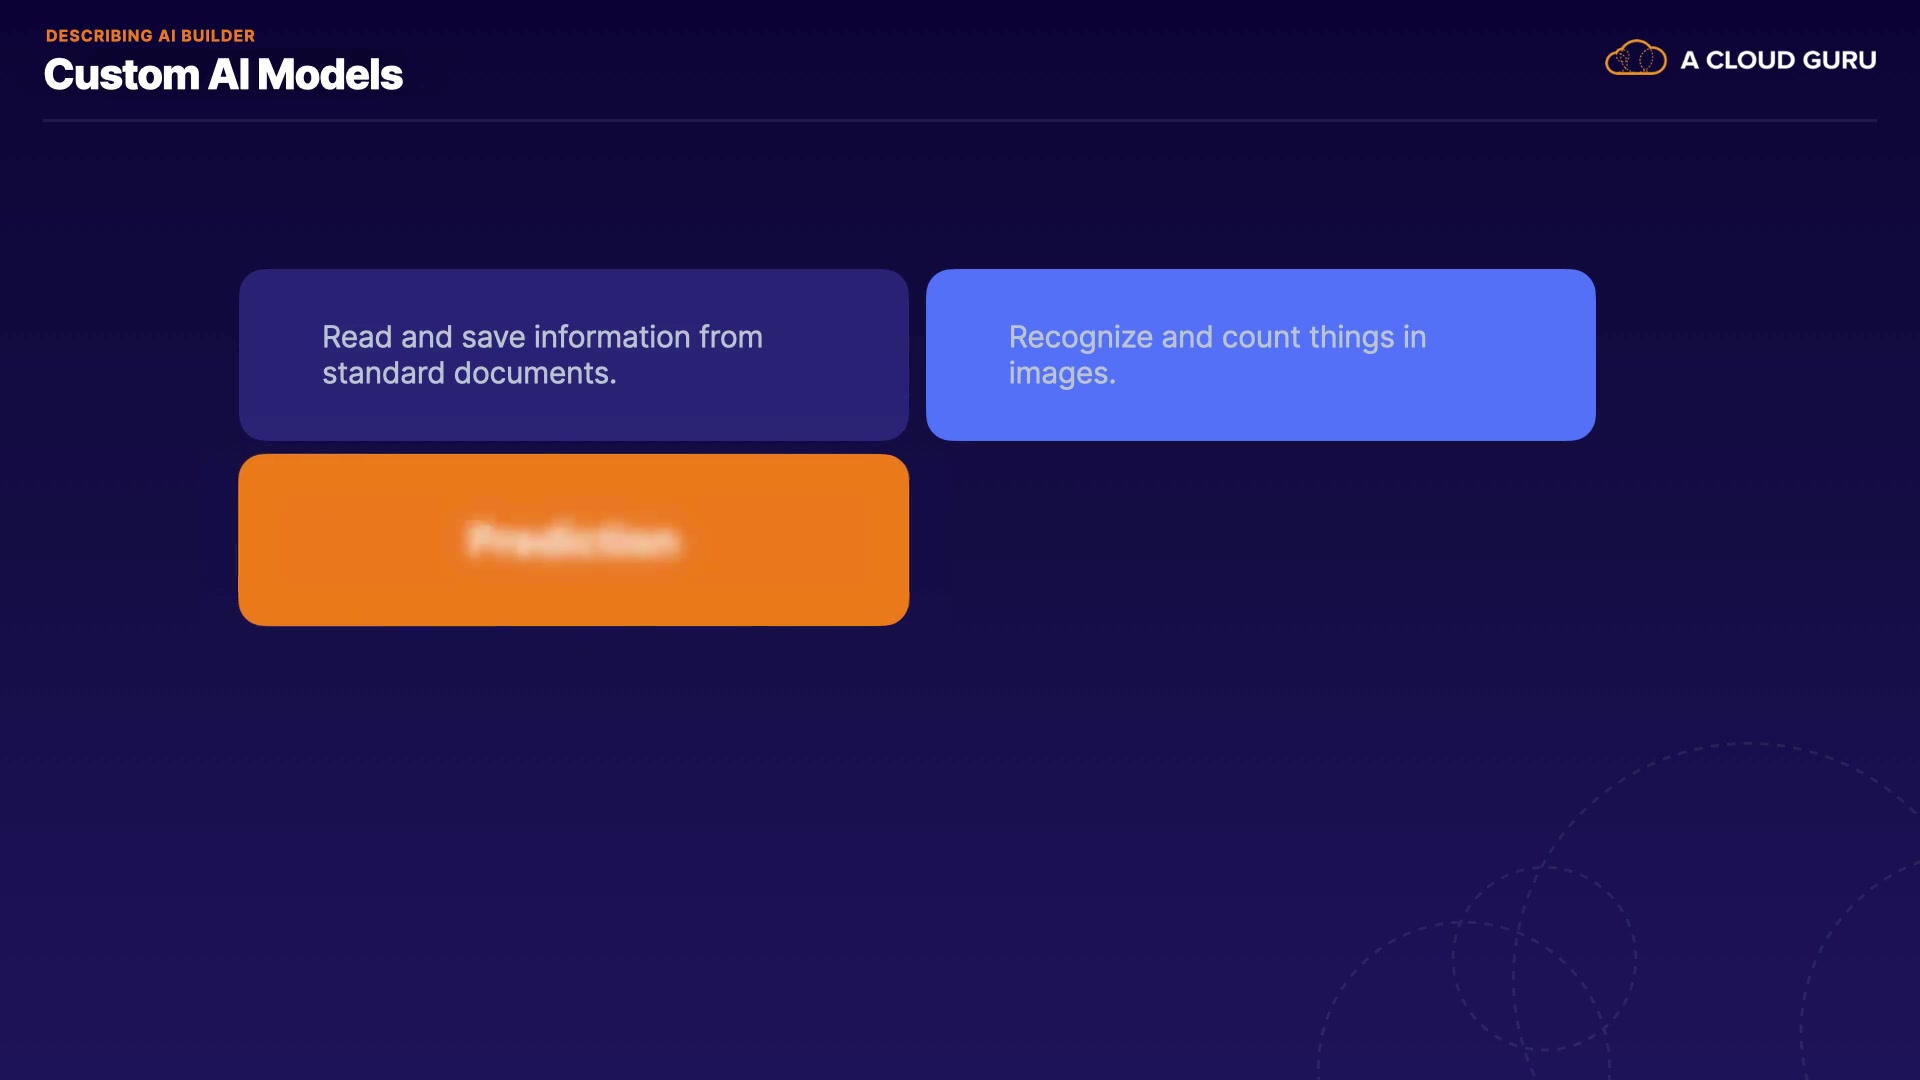 DESCRIBING AI BUILDER
Custom AI Models
A CLOUD GURU
Read and save information from
standard documents.
Recognize and count things in
images.
Prediction